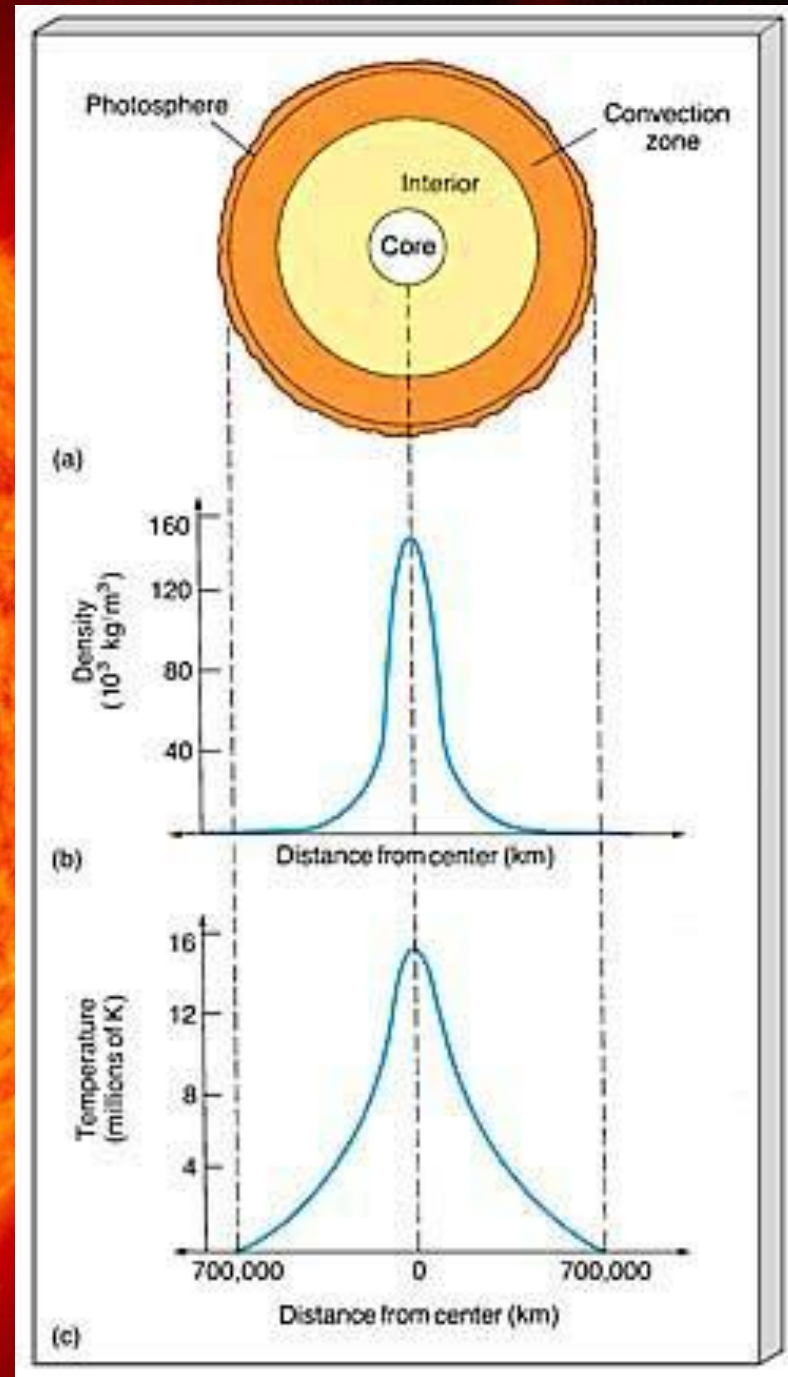 Photosphere
Convection
zone
Interior
Core
(a)
160
120
80
40
Density
(10³ kg/m³)
Distance from center (km)
(b)
16
12
8
4
Temperature
(millions of K)
700,000 0 700,000
Distance from center (km)
(c)